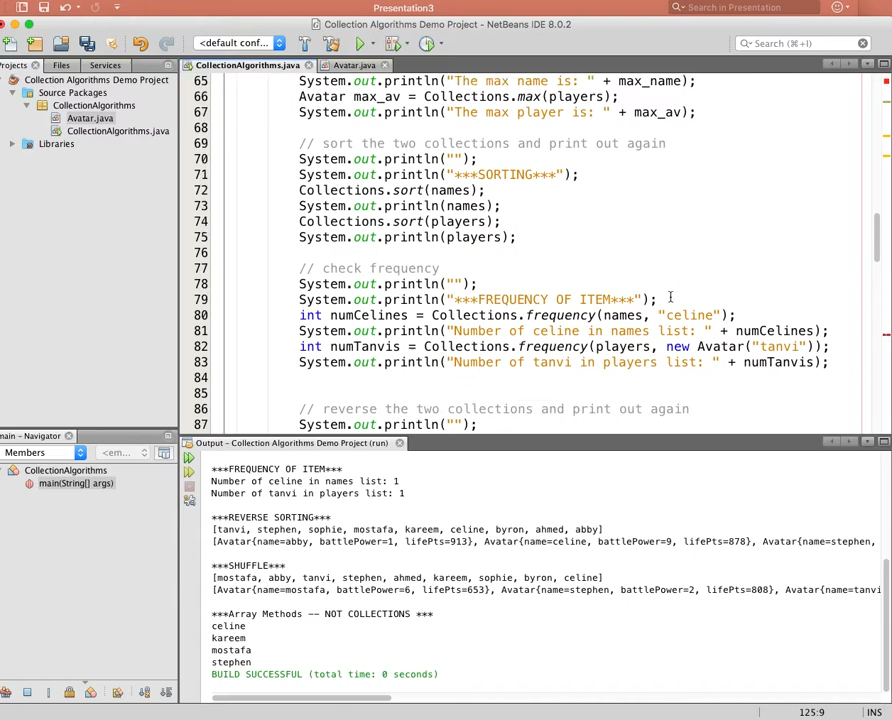 Presentation3
Search in Presentation
Collection Algorithms Demo Project - NetBeans IDE 8.0.2
<default conf...
Search (⌘+I)
Projects
Files
Services
Collection Algorithms Demo Project
Source Packages
CollectionAlgorithms
Avatar.java
CollectionAlgorithms.java
Libraries
CollectionAlgorithms.java
Avatar.java
65 System.out.println("The max name is: " + max_name);
66 Avatar max_av = Collections.max(players);
67 System.out.println("The max player is: " + max_av);
68
69 // sort the two collections and print out again
70 System.out.println("");
71 System.out.println("***SORTING***");
72 Collections.sort(names);
73 System.out.println(names);
74 Collections.sort(players);
75 System.out.println(players);
76
77 // check frequency
78 System.out.println("");
79 System.out.println("***FREQUENCY OF ITEM***");
80 int numCelines = Collections.frequency(names, "celine");
81 System.out.println("Number of celine in names list: " + numCelines);
82 int numTanvis = Collections.frequency(players, new Avatar("tanvi"));
83 System.out.println("Number of tanvi in players list: " + numTanvis);
84
85
86 // reverse the two collections and print out again
87 System.out.println("");
main - Navigator
Members
<em...
CollectionAlgorithms
main(String[] args)
Output - Collection Algorithms Demo Project (run)
***FREQUENCY OF ITEM***
Number of celine in names list: 1
Number of tanvi in players list: 1
***REVERSE SORTING***
[tanvi, stephen, sophie, mostafa, kareem, celine, byron, ahmed, abby]
[Avatar{name=abby, battlePower=1, lifePts=913}, Avatar{name=celine, battlePower=9, lifePts=878}, Avatar{name=stephen,
***SHUFFLE***
[mostafa, abby, tanvi, stephen, ahmed, kareem, sophie, byron, celine]
[Avatar{name=mostafa, battlePower=6, lifePts=653}, Avatar{name=stephen, battlePower=2, lifePts=808}, Avatar{name=tanvi
***Array Methods -- NOT COLLECTIONS ***
celine
kareem
mostafa
stephen
BUILD SUCCESSFUL (total time: 0 seconds)
125:9
INS